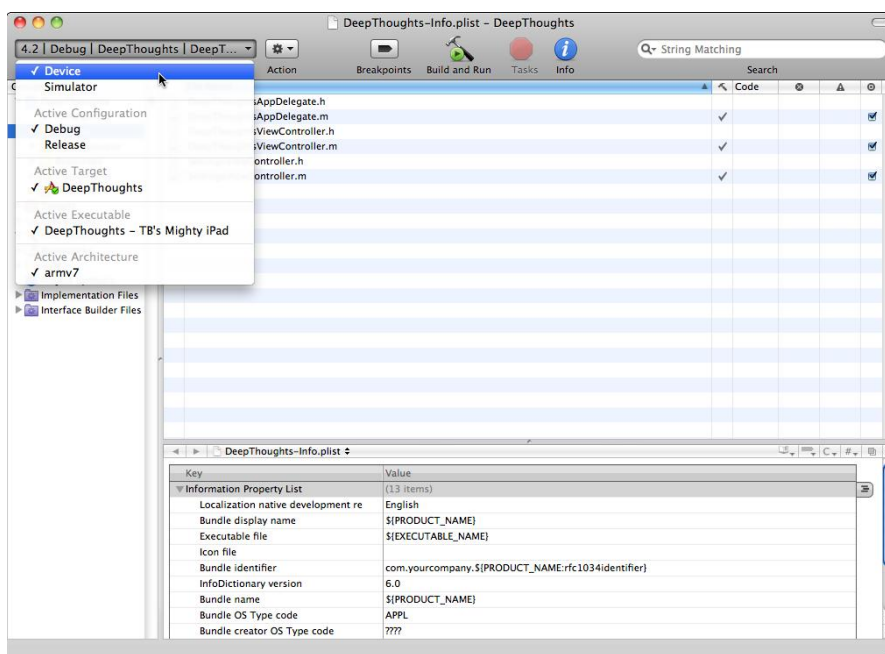 DeepThoughts-Info.plist – DeepThoughts
4.2 | Debug | DeepThoughts | DeepT...
String Matching
Action
Breakpoints
Build and Run
Tasks
Info
Search
✓ Device
Simulator
Active Configuration
✓ Debug
Release
Active Target
✓ DeepThoughts
Active Executable
✓ DeepThoughts – TB's Mighty iPad
Active Architecture
✓ armv7
Code
sAppDelegate.h
sAppDelegate.m
sViewController.h
sViewController.m
ontroller.h
ontroller.m
Implementation Files
Interface Builder Files
DeepThoughts-Info.plist
C
#
Key Value
Information Property List (13 items)
Localization native development re English
Bundle display name ${PRODUCT_NAME}
Executable file ${EXECUTABLE_NAME}
Icon file
Bundle identifier com.yourcompany.${PRODUCT_NAME:rfc1034identifier}
InfoDictionary version 6.0
Bundle name ${PRODUCT_NAME}
Bundle OS Type code APPL
Bundle creator OS Type code ????